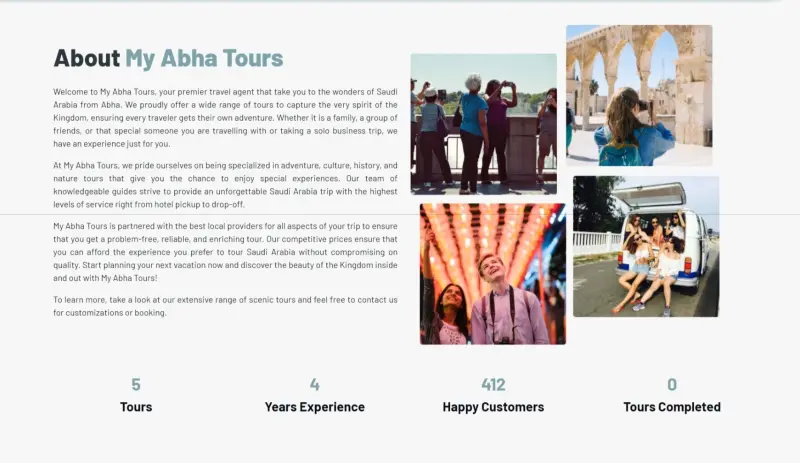 About My Abha Tours
Welcome to My Abha Tours, your premier travel agent that take you to the wonders of Saudi
Arabia from Abha. We proudly offer a wide range of tours to capture the very spirit of the
Kingdom, ensuring every traveler gets their own adventure. Whether it is a family, a group of
friends, or that special someone you are travelling with or taking a solo business trip, we
have an experience just for you.
At My Abha Tours, we pride ourselves on being specialized in adventure, culture, history, and
nature tours that give you the chance to enjoy special experiences. Our team of
knowledgeable guides strive to provide an unforgettable Saudi Arabia trip with the highest
levels of service right from hotel pickup to drop-off.
My Abha Tours is partnered with the best local providers for all aspects of your trip to ensure
that you get a problem-free, reliable, and enriching tour. Our competitive prices ensure that
you can afford the experience you prefer to tour Saudi Arabia without compromising on
quality. Start planning your next vacation now and discover the beauty of the Kingdom inside
and out with My Abha Tours!
To learn more, take a look at our extensive range of scenic tours and feel free to contact us
for customizations or booking.
5
Tours
4
Years Experience
412
Happy Customers
0
Tours Completed